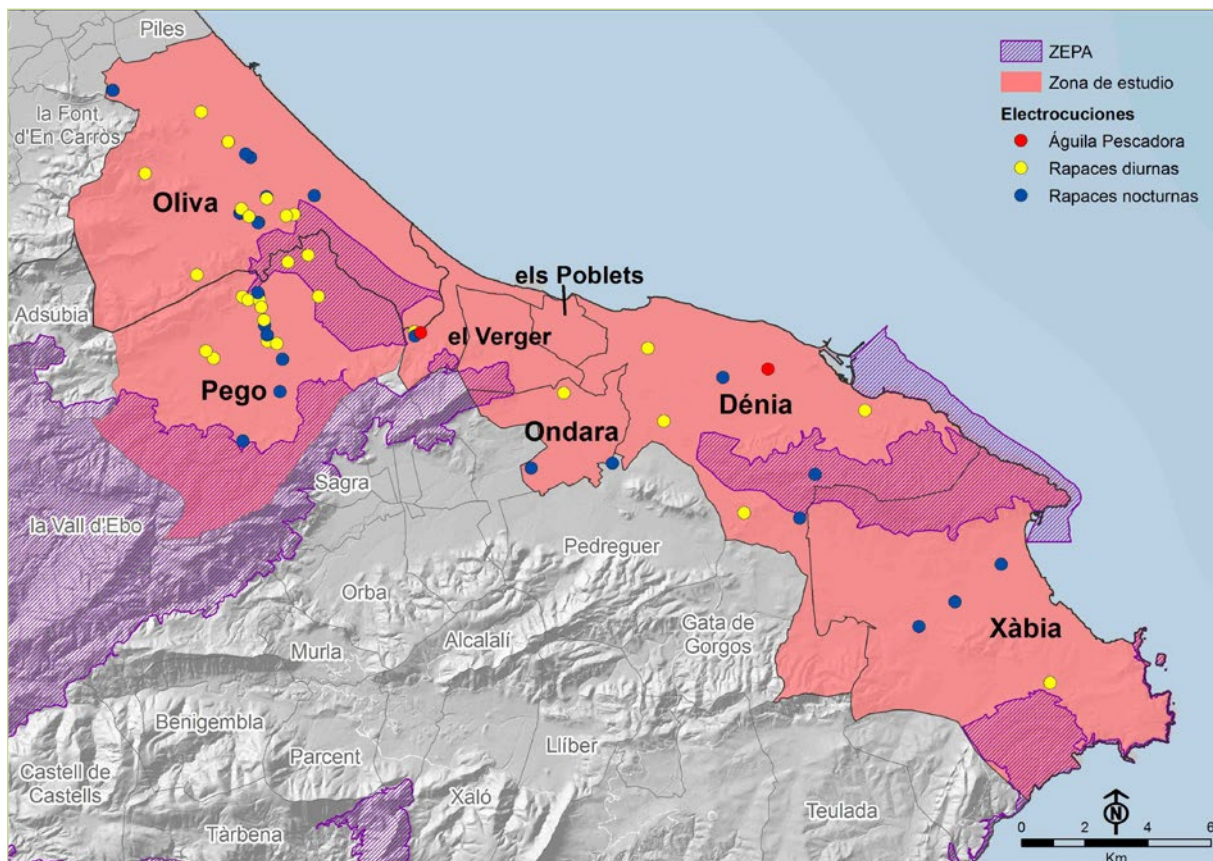 Piles
la Font
d'En Carròs
Oliva
Adsúbia
Pego
la Vall d'Ebo
Sagra
els Poblets
el Verger
Ondara
Dénia
Xàbia
Pedreguer
Orba
Murla
Alcalalí
Gata de
Gorgos
Benigembla
Parcent
Llíber
Castell de
Castells
Xaló
Tàrbena
Teulada
ZEPA
Zona de estudio
Electrocuciones
Águila Pescadora
Rapaces diurnas
Rapaces nocturnas
N
0 2 4 6
Km